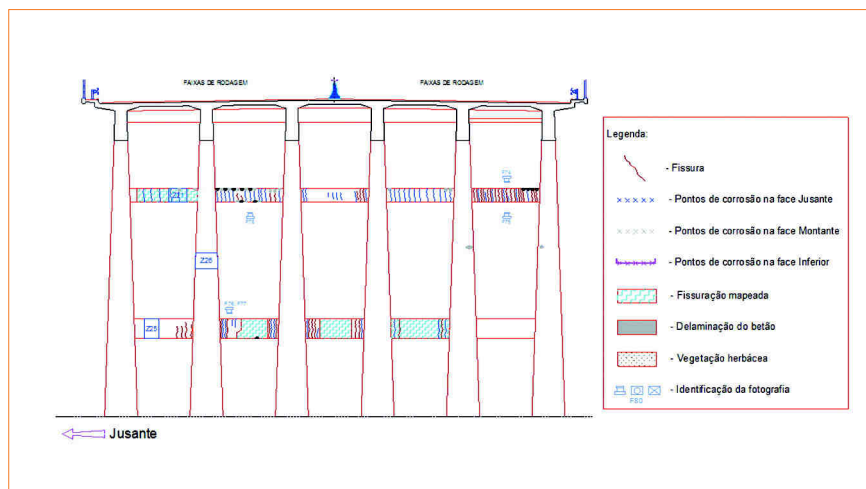 FAIXAS DE RODAGEM
FAIXAS DE RODAGEM
Z26
Z25
Jusante
Legenda:
- Fissura
- Pontos de corrosão na face Jusante
- Pontos de corrosão na face Montante
- Pontos de corrosão na face Inferior
- Fissuração mapeada
- Delaminação do betão
- Vegetação herbácea
- Identificação da fotografia